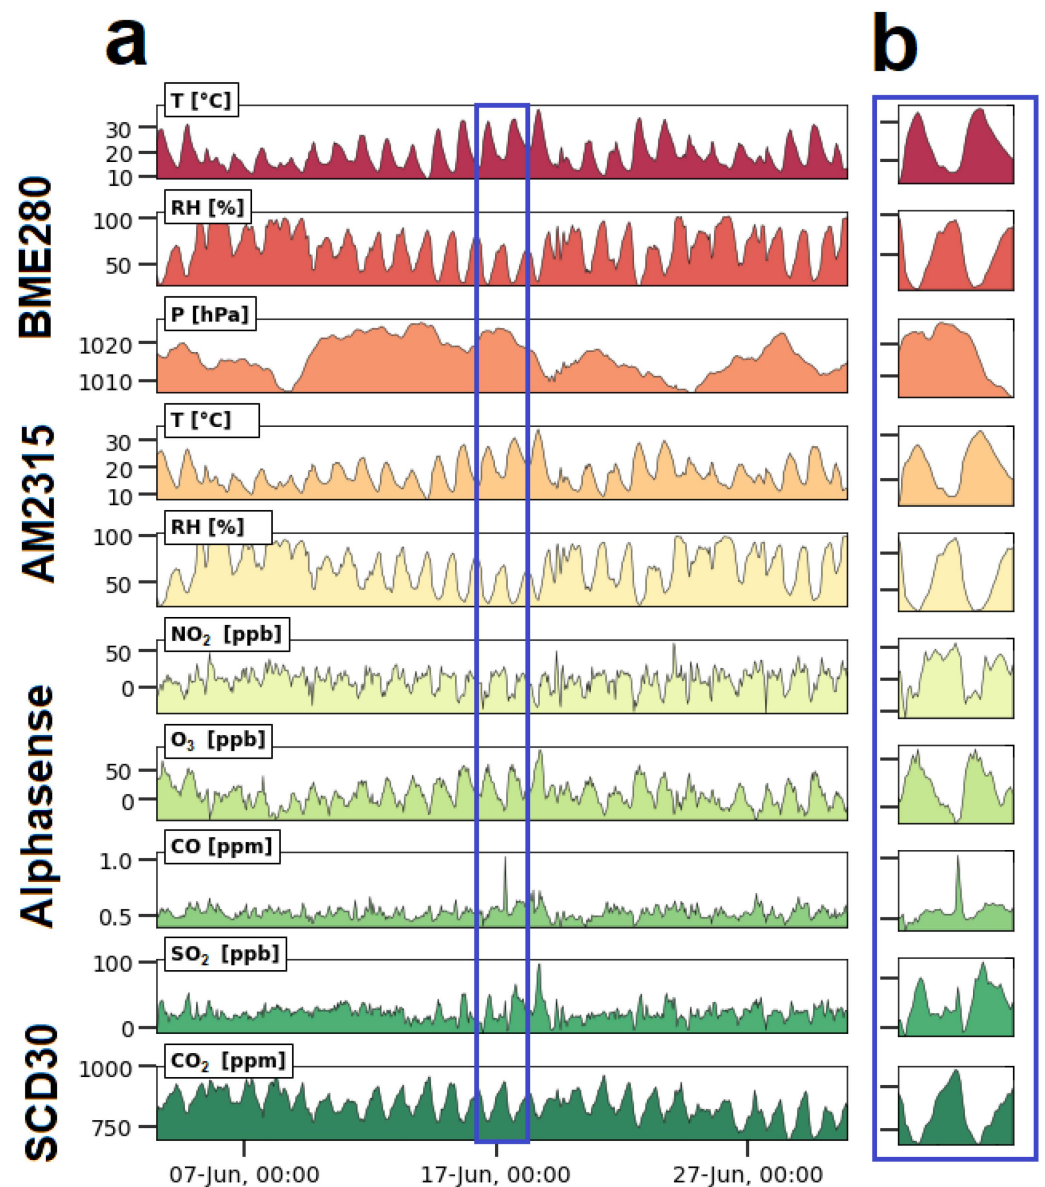 a
b
BME280
AM2315
Alphasense
SCD30
T [°C]
30
20
10
RH [%]
100
50
P [hPa]
1020
1010
T [°C]
30
20
10
RH [%]
100
50
NO₂ [ppb]
50
0
O₃ [ppb]
50
0
CO [ppm]
1.0
0.5
SO₂ [ppb]
100
0
CO₂ [ppm]
1000
750
07-Jun, 00:00
17-Jun, 00:00
27-Jun, 00:00